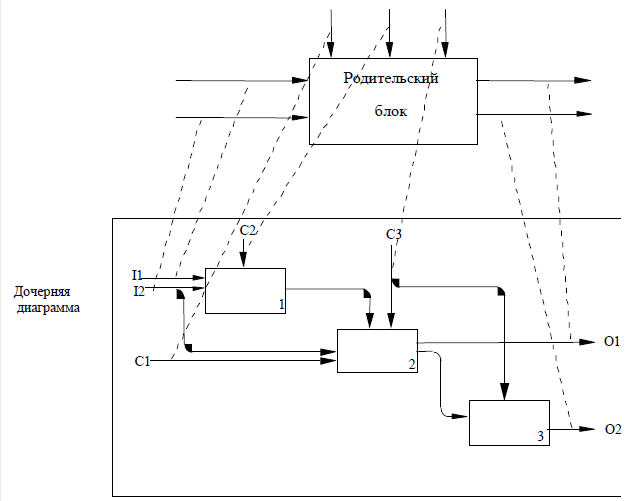 Родительский
блок
C2
C3
I1
I2
1
Дочерняя
диаграмма
O1
C1
2
O2
3